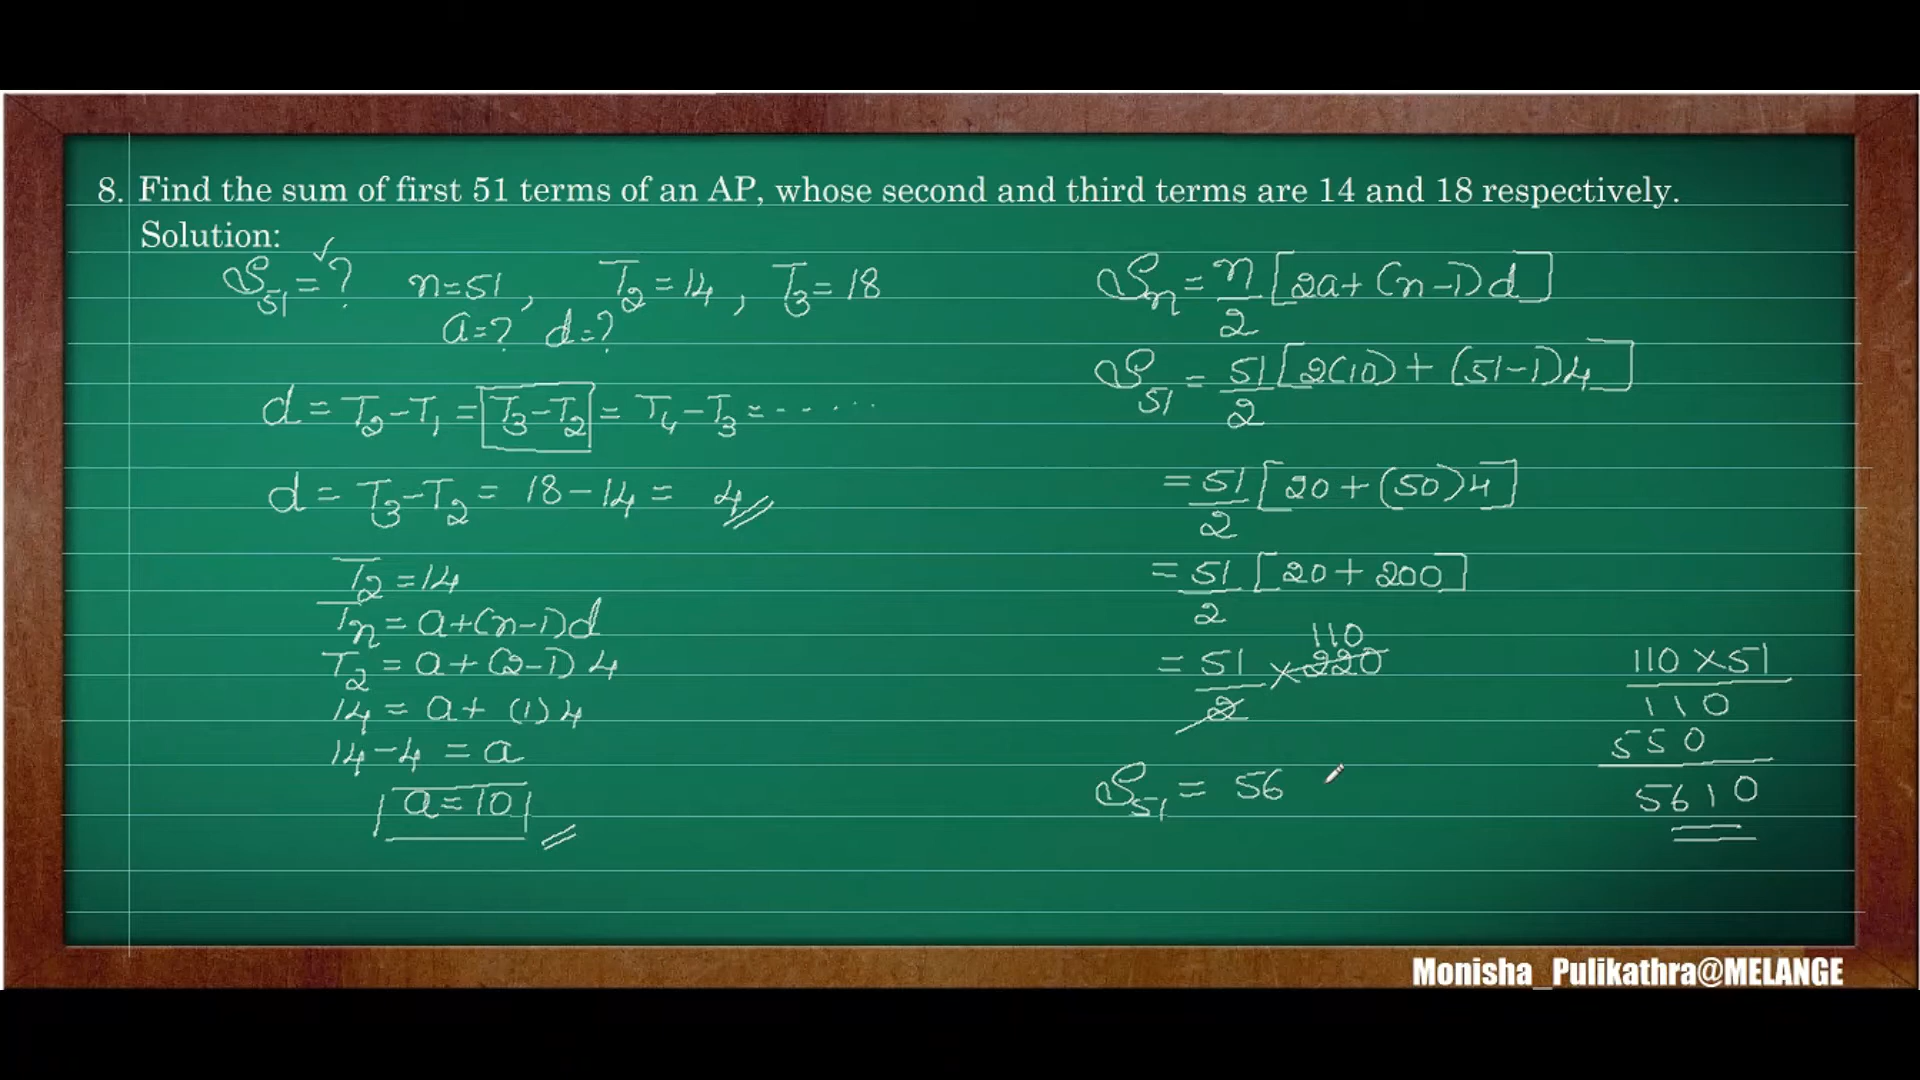 8. Find the sum of first 51 terms of an AP, whose second and third terms are 14 and 18 respectively.
Solution:
S₅₁ = ? ✓ n=51, T₂ = 14, T₃ = 18
a=? d=?
d = T₂-T₁ = T₃-T₂ = T₄-T₃ = ------
d = T₃-T₂ = 18-14 = 4
T₂ = 14
Tn = a+(n-1)d
T₂ = a+(2-1)4
14 = a+(1)4
14-4 = a
a=10
Sn = n/2 [2a+(n-1)d]
S₅₁ = 51/2 [2(10)+(51-1)4]
= 51/2 [20+(50)4]
= 51/2 [20+200]
110
= 51/2 × 220
S₅₁ = 56
110 × 51
110
550
5610
Monisha_Pulikathra@MELANGE